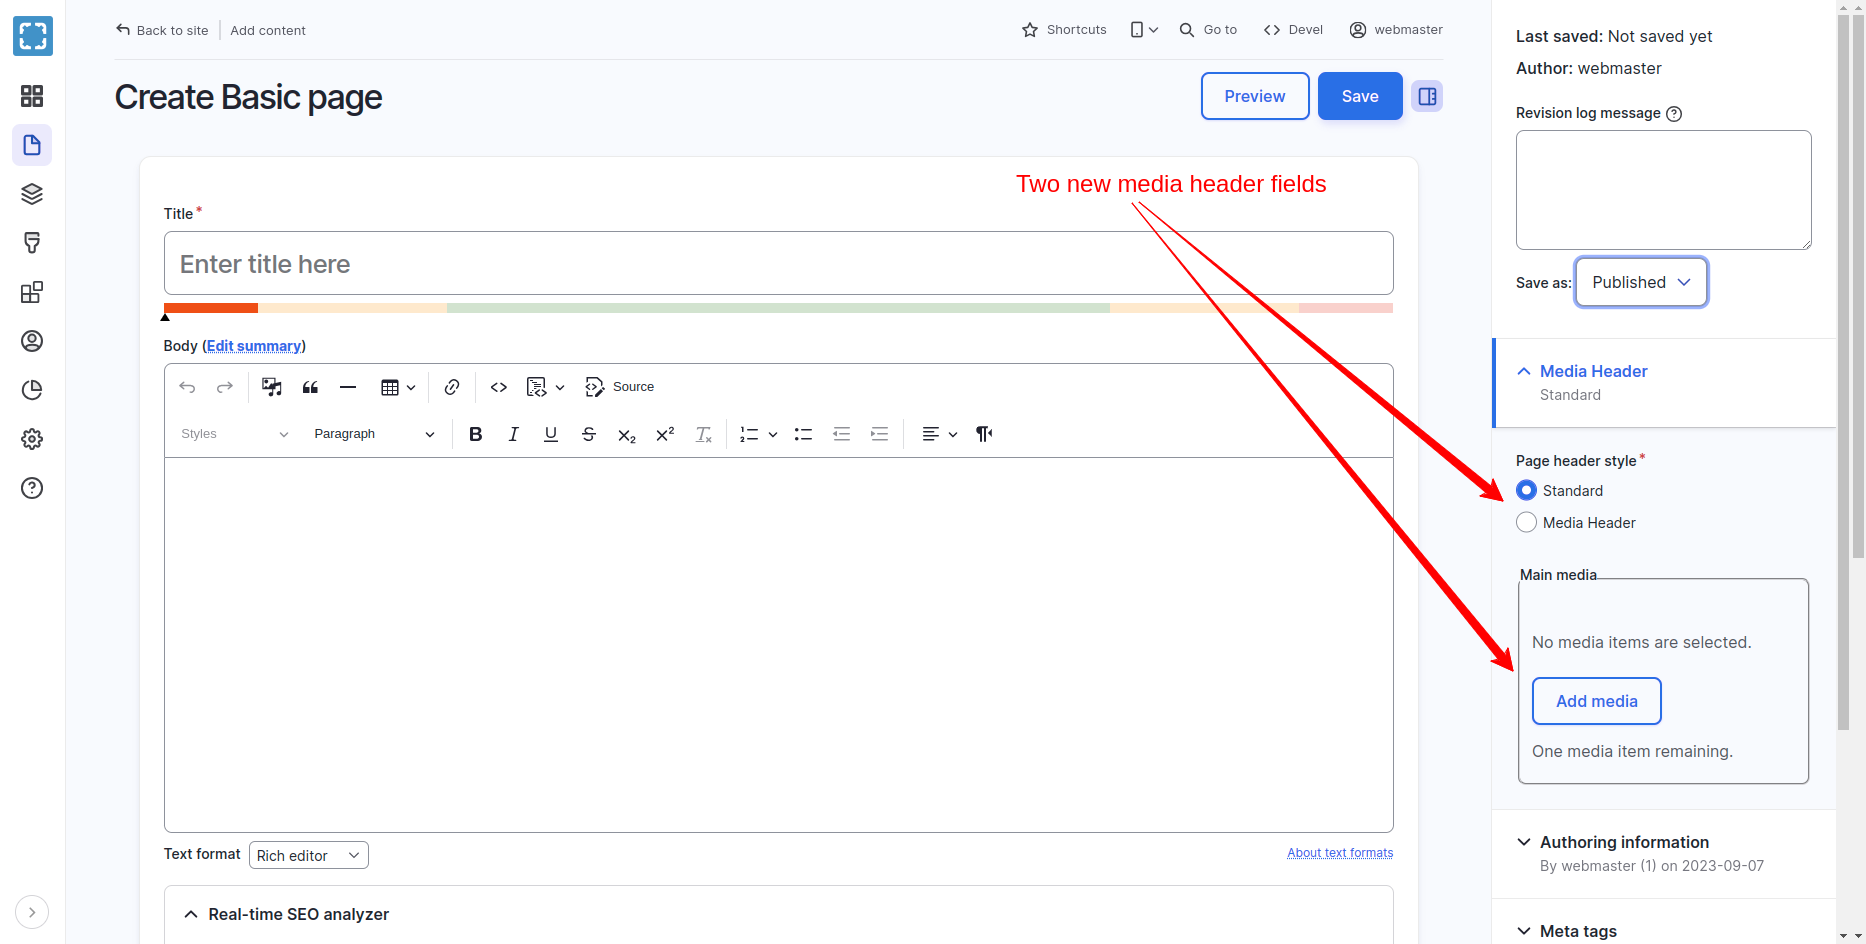 Back to site
Add content
Shortcuts
Go to
Devel
webmaster
Create Basic page
Preview
Save
Two new media header fields
Title *
Enter title here
Body (Edit summary)
Source
Styles
Paragraph
Text format
Rich editor
About text formats
Real-time SEO analyzer
Last saved: Not saved yet
Author: webmaster
Revision log message
Save as:
Published
Media Header
Standard
Page header style *
Standard
Media Header
Main media
No media items are selected.
Add media
One media item remaining.
Authoring information
By webmaster (1) on 2023-09-07
Meta tags